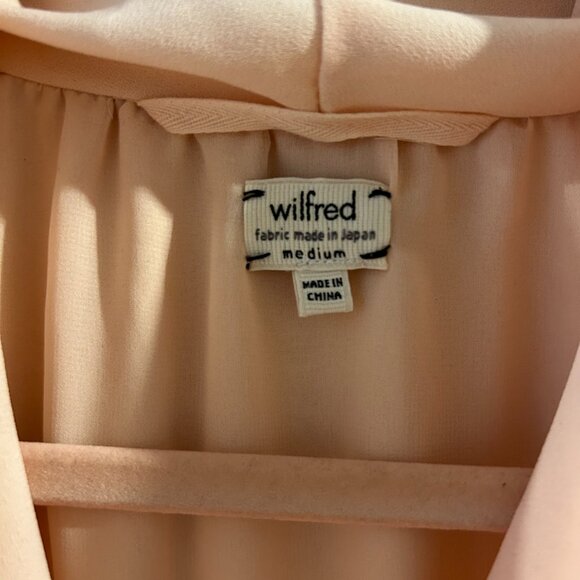 wilfred
fabric made in Japan
medium
MADE IN
CHINA